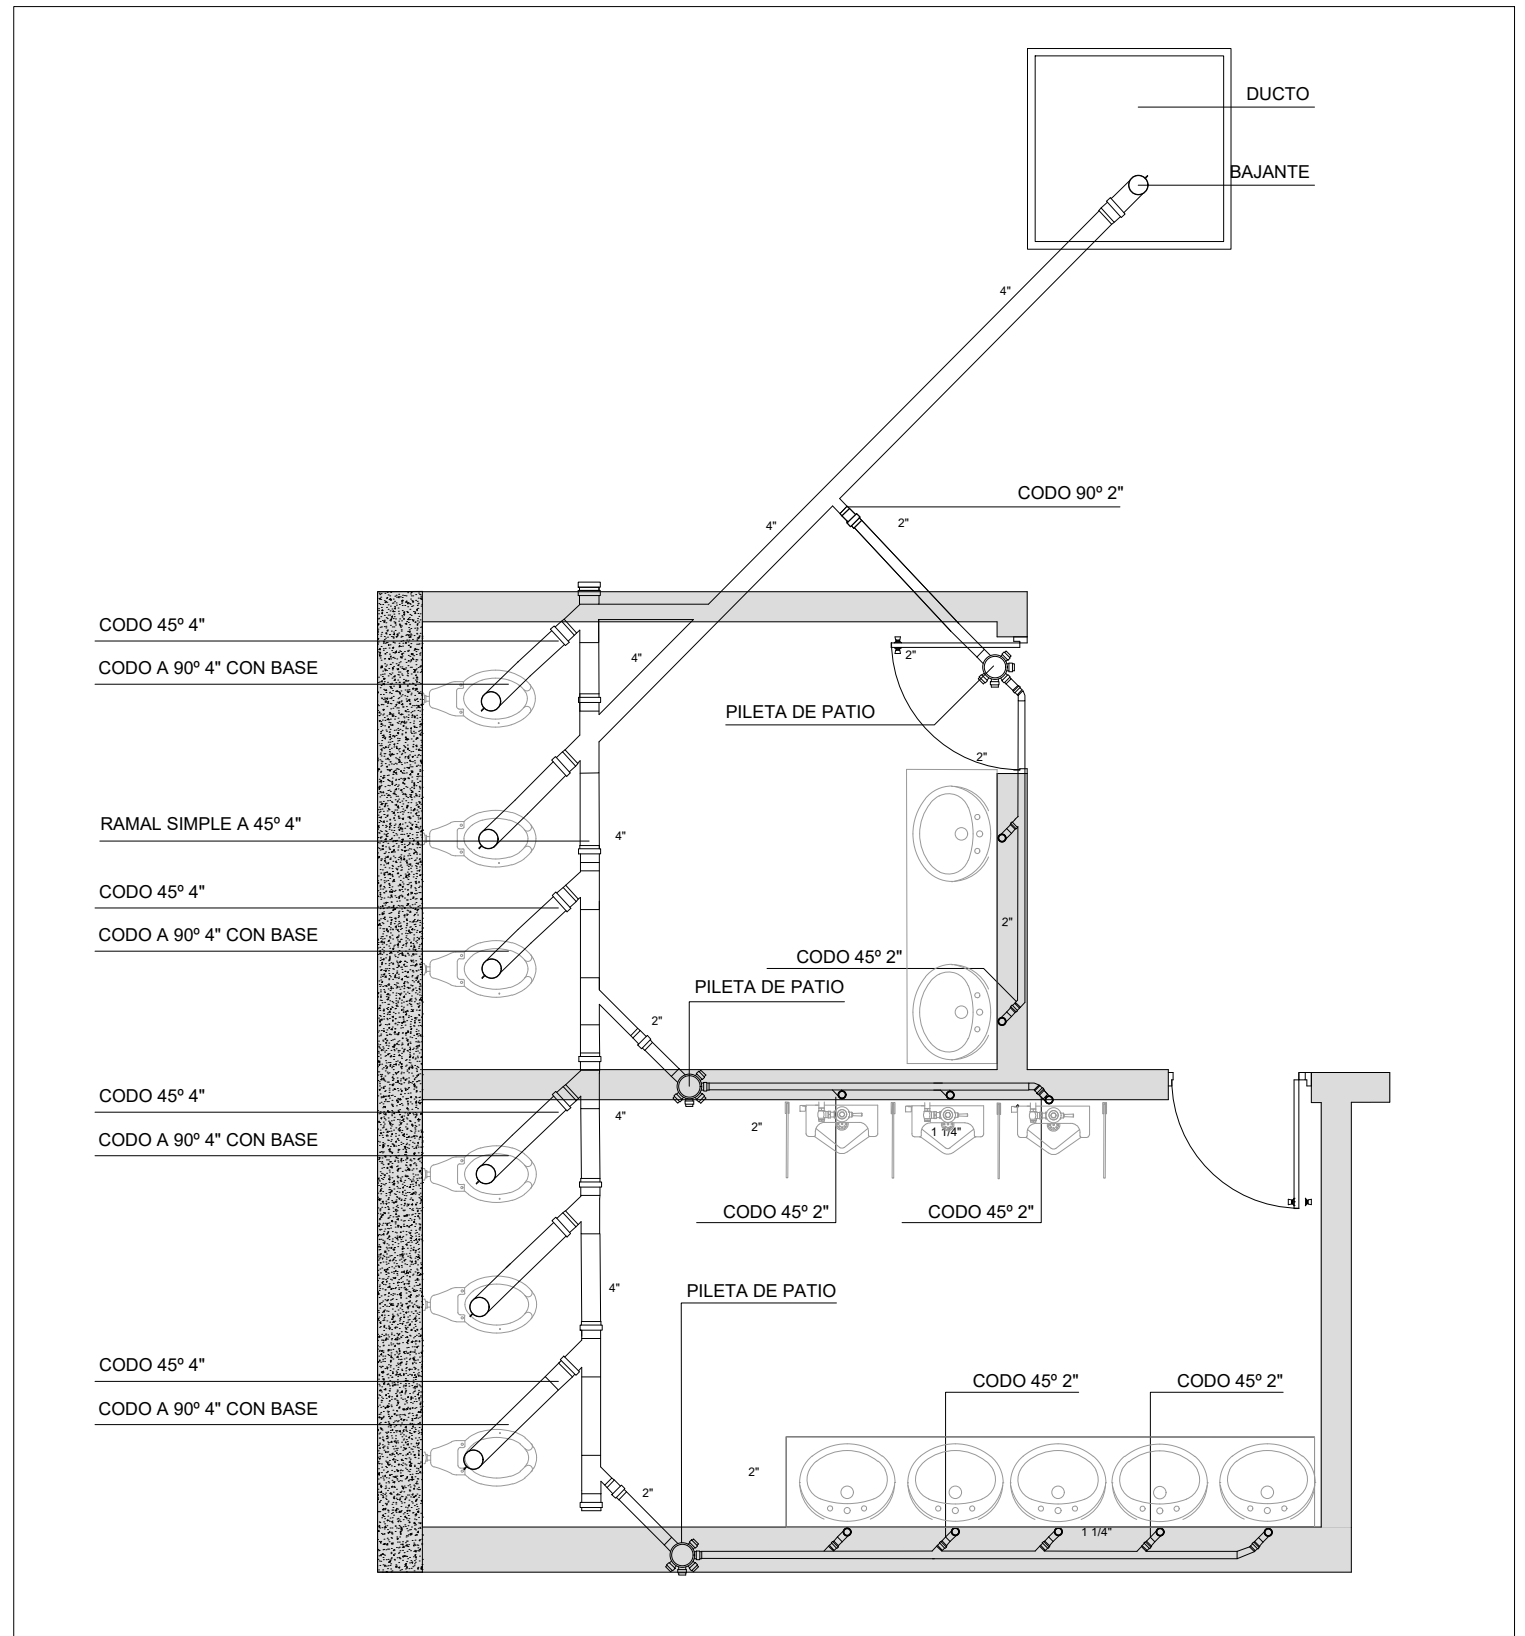 DUCTO
BAJANTE
4"
CODO 90º 2"
4"
2"
CODO 45º 4"
4"
2"
CODO A 90º 4" CON BASE
PILETA DE PATIO
2"
RAMAL SIMPLE A 45º 4"
4"
CODO 45º 4"
2"
CODO A 90º 4" CON BASE
CODO 45º 2"
PILETA DE PATIO
2"
CODO 45º 4"
4"
2"
1 1/4"
CODO A 90º 4" CON BASE
CODO 45º 2"
CODO 45º 2"
4"
PILETA DE PATIO
CODO 45º 4"
CODO 45º 2"
CODO 45º 2"
CODO A 90º 4" CON BASE
2"
2"
1 1/4"